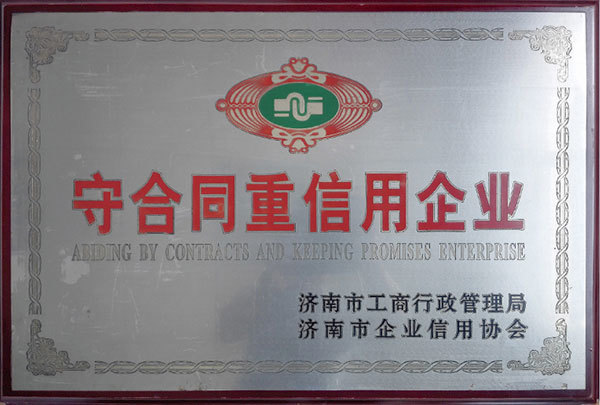 守合同重信用企业
ABIDING BY CONTRACTS AND KEEPING PROMISES ENTERPRISE
济南市工商行政管理局
济南市企业信用协会